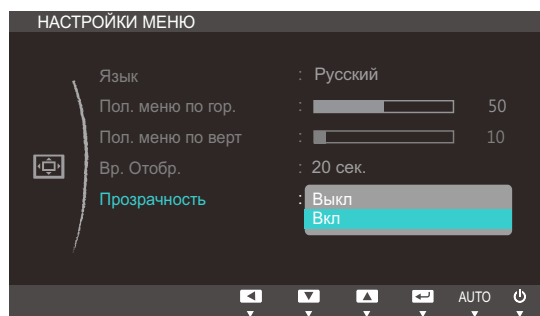 НАСТРОЙКИ МЕНЮ
Язык : Русский
Пол. меню по гор. : 50
Пол. меню по верт : 10
Вр. Отобр. : 20 сек.
Прозрачность : Выкл
Вкл
AUTO